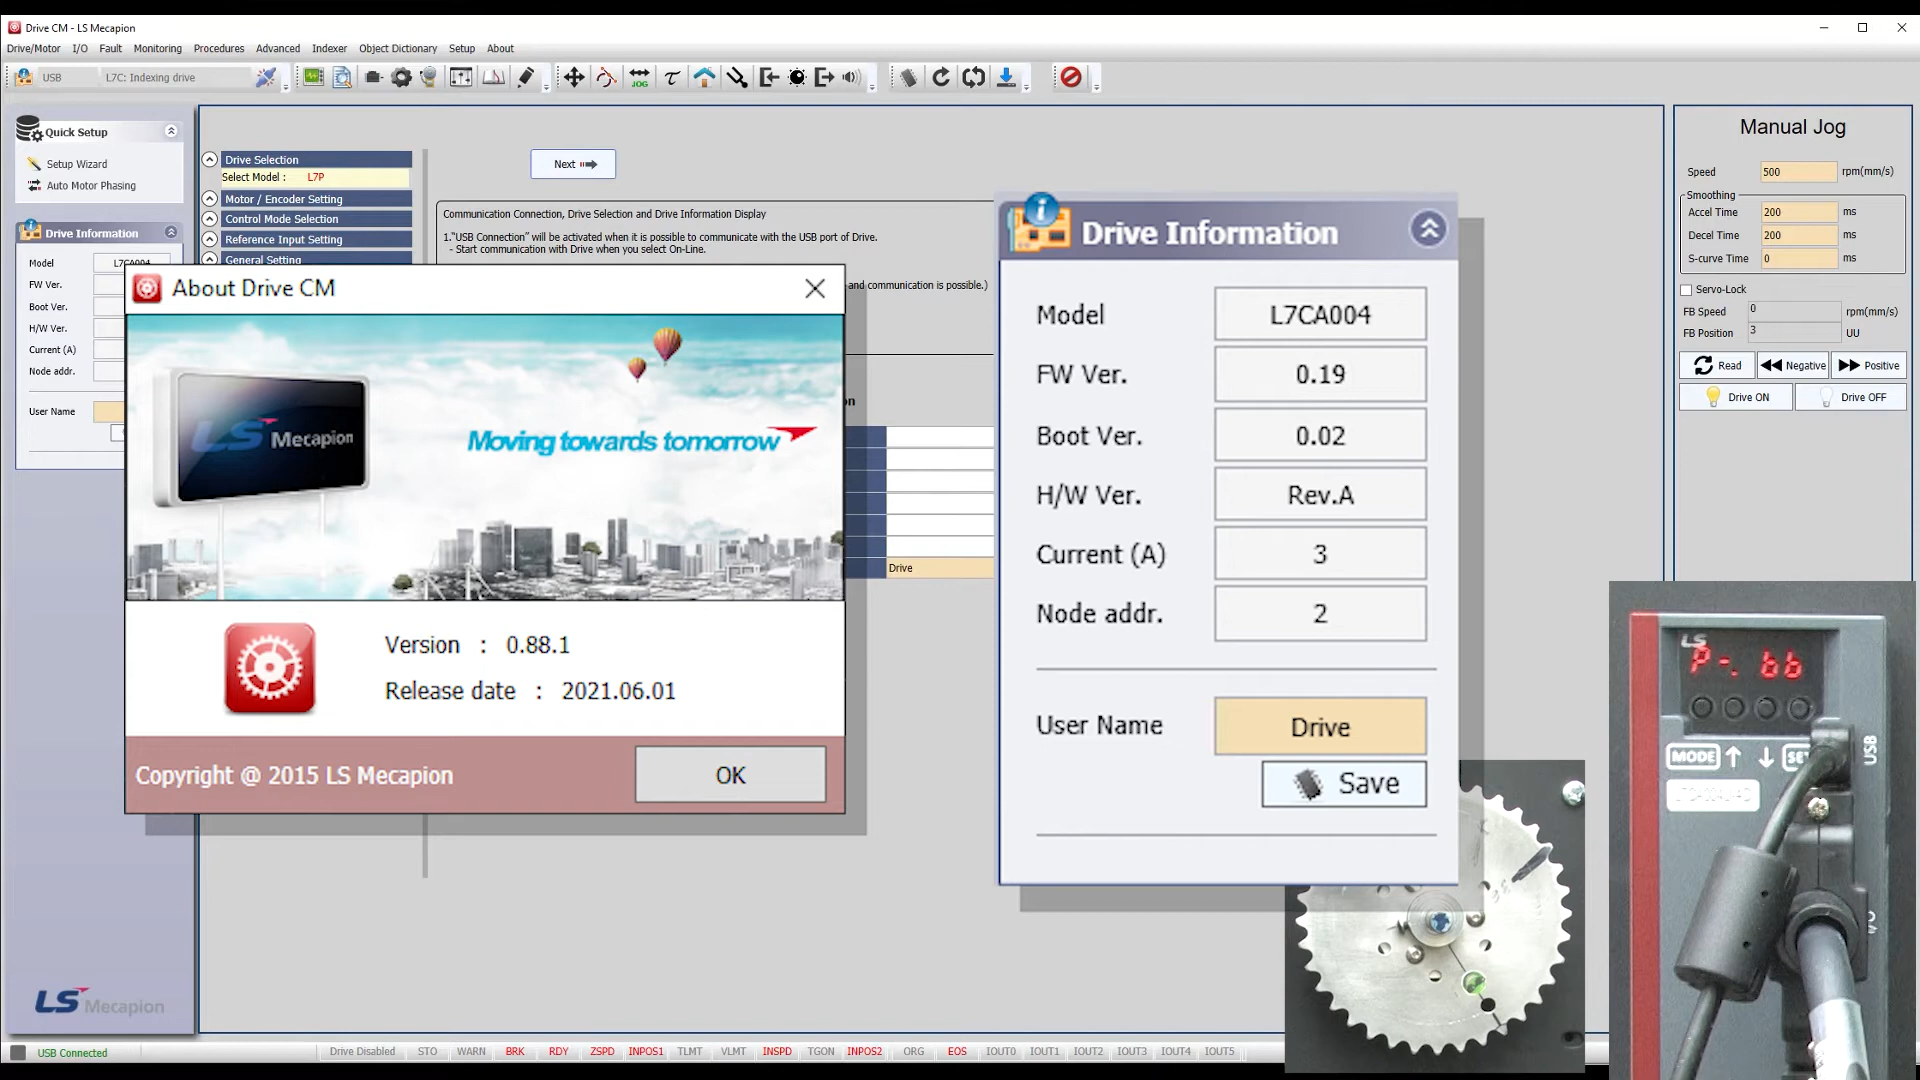 Drive CM - LS Mecapion
Drive/Motor I/O Fault Monitoring Procedures Advanced Indexer Object Dictionary Setup About
USB L7C: Indexing drive
JOG
Quick Setup
Setup Wizard
Auto Motor Phasing
Drive Information
Model L7CA004
FW Ver.
Boot Ver.
H/W Ver.
Current (A)
Node addr.
User Name
Drive Selection
Select Model : L7P
Motor / Encoder Setting
Control Mode Selection
Reference Input Setting
General Setting
Next
Communication Connection, Drive Selection and Drive Information Display
1."USB Connection" will be activated when it is possible to communicate with the USB port of Drive.
- Start communication with Drive when you select On-Line.
and communication is possible.)
on
Drive
About Drive CM
LS Mecapion
Moving towards tomorrow
Version : 0.88.1
Release date : 2021.06.01
Copyright @ 2015 LS Mecapion
OK
Drive Information
Model L7CA004
FW Ver. 0.19
Boot Ver. 0.02
H/W Ver. Rev.A
Current (A) 3
Node addr. 2
User Name Drive
Save
Manual Jog
Speed 500 rpm(mm/s)
Smoothing
Accel Time 200 ms
Decel Time 200 ms
S-curve Time 0 ms
Servo-Lock
FB Speed 0 rpm(mm/s)
FB Position 3 UU
Read Negative Positive
Drive ON Drive OFF
LS
P-. bb
MODE
USB
LS Mecapion
USB Connected
Drive Disabled STO WARN BRK RDY ZSPD INPOS1 TLMT VLMT INSPD TGON INPOS2 ORG EOS IOUT0 IOUT1 IOUT2 IOUT3 IOUT4 IOUT5